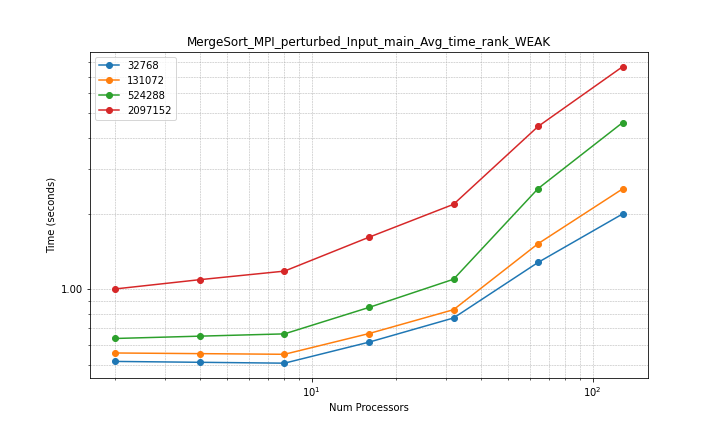 MergeSort_MPI_perturbed_Input_main_Avg_time_rank_WEAK
32768
131072
524288
2097152
Time (seconds)
1.00
10¹
10²
Num Processors